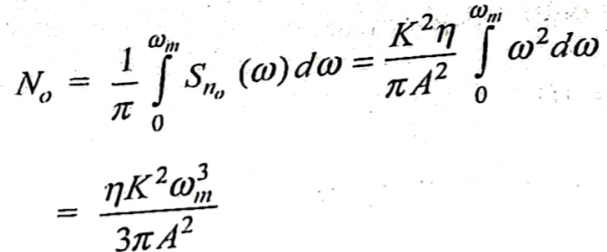 $N_o = \frac{1}{\pi} \int_0^{\omega_m} S_{n_o}(\omega) d\omega = \frac{K^2 \eta}{\pi A^2} \int_0^{\omega_m} \omega^2 d\omega$
$= \frac{\eta K^2 \omega_m^3}{3 \pi A^2}$